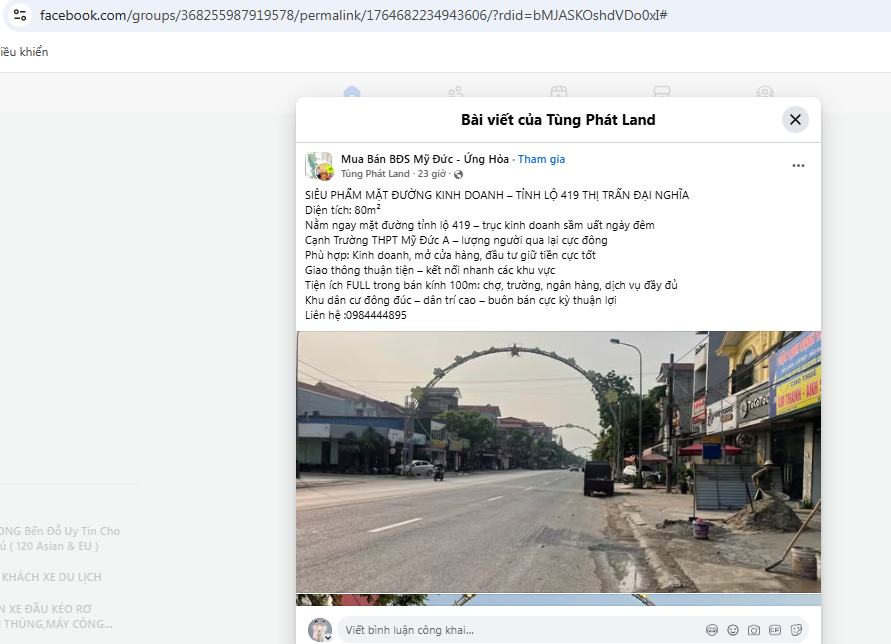 facebook.com/groups/368255987919578/permalink/1764682234943606/?rdid=bMJASKOshdVDo0xI#
iều khiển
Bài viết của Tùng Phát Land
Mua Bán BĐS Mỹ Đức - Ứng Hòa · Tham gia
Tùng Phát Land · 23 giờ ·
SIÊU PHẨM MẶT ĐƯỜNG KINH DOANH – TỈNH LỘ 419 THỊ TRẤN ĐẠI NGHĨA
Diện tích: 80m²
Nằm ngay mặt đường tỉnh lộ 419 – trục kinh doanh sầm uất ngày đêm
Cạnh Trường THPT Mỹ Đức A – lượng người qua lại cực đông
Phù hợp: Kinh doanh, mở cửa hàng, đầu tư giữ tiền cực tốt
Giao thông thuận tiện – kết nối nhanh các khu vực
Tiện ích FULL trong bán kính 100m: chợ, trường, ngân hàng, dịch vụ đầy đủ
Khu dân cư đông đúc – dân trí cao – buôn bán cực kỳ thuận lợi
Liên hệ :0984444895
CHO THUÊ
ÂM THANH - ÁNH S
ONG Bến Đỗ Uy Tín Cho
ủ ( 120 Asian & EU )
KHÁCH XE DU LỊCH
N XE ĐẦU KÉO RƠ
THÙNG,MÁY CÔNG...
Viết bình luận công khai...
GIF